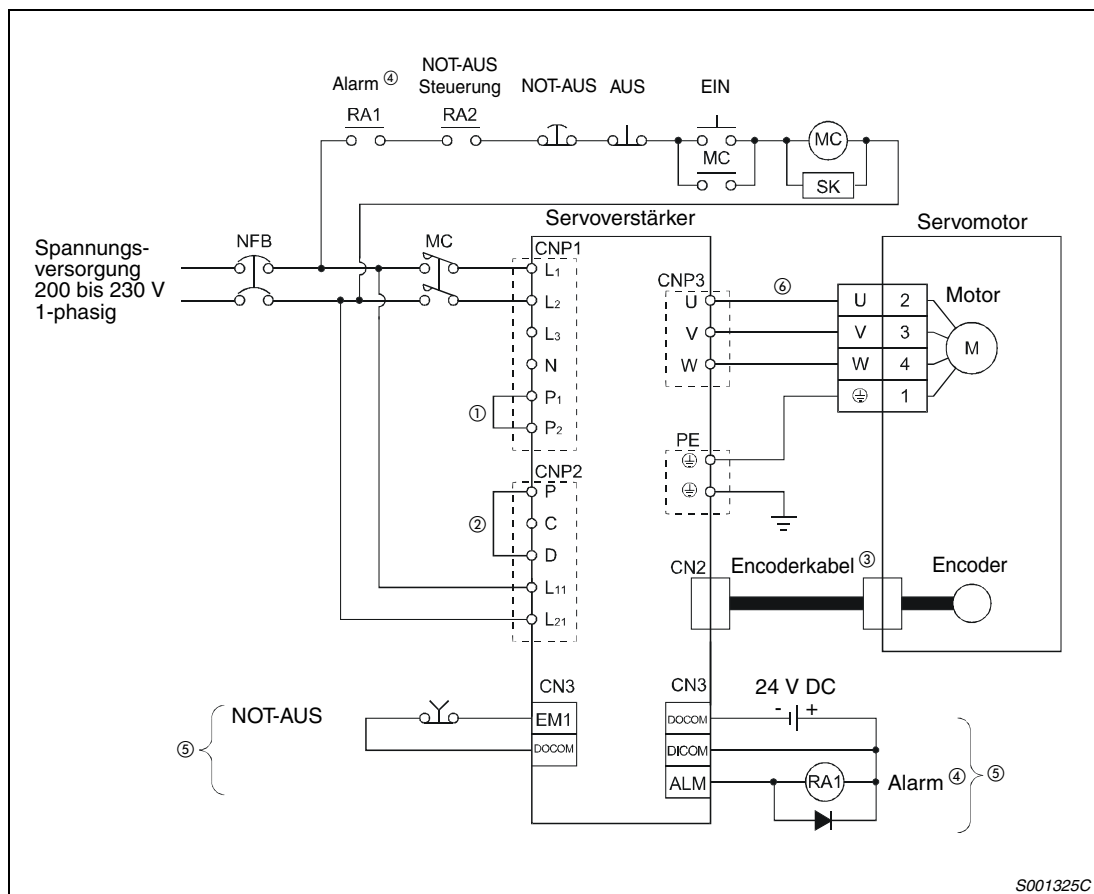 NOT-AUS
Alarm ④ Steuerung NOT-AUS AUS EIN
RA1 RA2 MC
MC
SK
Servoverstärker Servomotor
Spannungs-
versorgung
200 bis 230 V
1-phasig
NFB MC CNP1
L1
L2
L3
N
P1
① P2
CNP2
P
② C
D
L11
L21
CNP3
U ⑥ U 2 Motor
V V 3 M
W W 4
1
PE
CN2 Encoderkabel ③ Encoder
CN3 CN3 24 V DC
⑤ NOT-AUS EM1 DOCOM - +
DOCOM DICOM
ALM RA1 Alarm ④ ⑤
S001325C